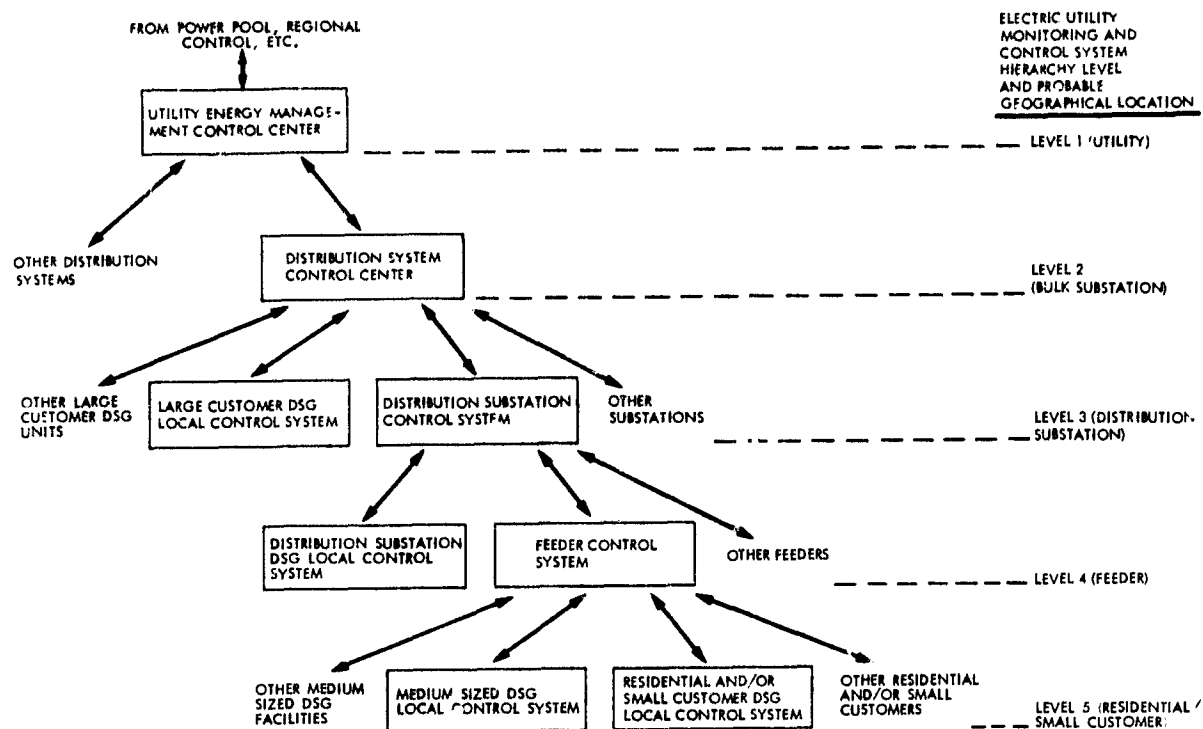 FROM POWER POOL, REGIONAL
CONTROL, ETC.
ELECTRIC UTILITY
MONITORING AND
CONTROL SYSTEM
HIERARCHY LEVEL
AND PROBABLE
GEOGRAPHICAL LOCATION
UTILITY ENERGY MANAGE-
MENT CONTROL CENTER
LEVEL 1 (UTILITY)
OTHER DISTRIBUTION
SYSTEMS
DISTRIBUTION SYSTEM
CONTROL CENTER
LEVEL 2
(BULK SUBSTATION)
OTHER LARGE
CUSTOMER DSG
UNITS
LARGE CUSTOMER DSG
LOCAL CONTROL SYSTEM
DISTRIBUTION SUBSTATION
CONTROL SYSTEM
OTHER
SUBSTATIONS
LEVEL 3 (DISTRIBUTION-
SUBSTATION)
DISTRIBUTION SUBSTATION
DSG LOCAL CONTROL
SYSTEM
FEEDER CONTROL
SYSTEM
OTHER FEEDERS
LEVEL 4 (FEEDER)
OTHER MEDIUM
SIZED DSG
FACILITIES
MEDIUM SIZED DSG
LOCAL CONTROL SYSTEM
RESIDENTIAL AND/OR
SMALL CUSTOMER DSG
LOCAL CONTROL SYSTEM
OTHER RESIDENTIAL
AND/OR SMALL
CUSTOMERS
LEVEL 5 (RESIDENTIAL /
SMALL CUSTOMER)